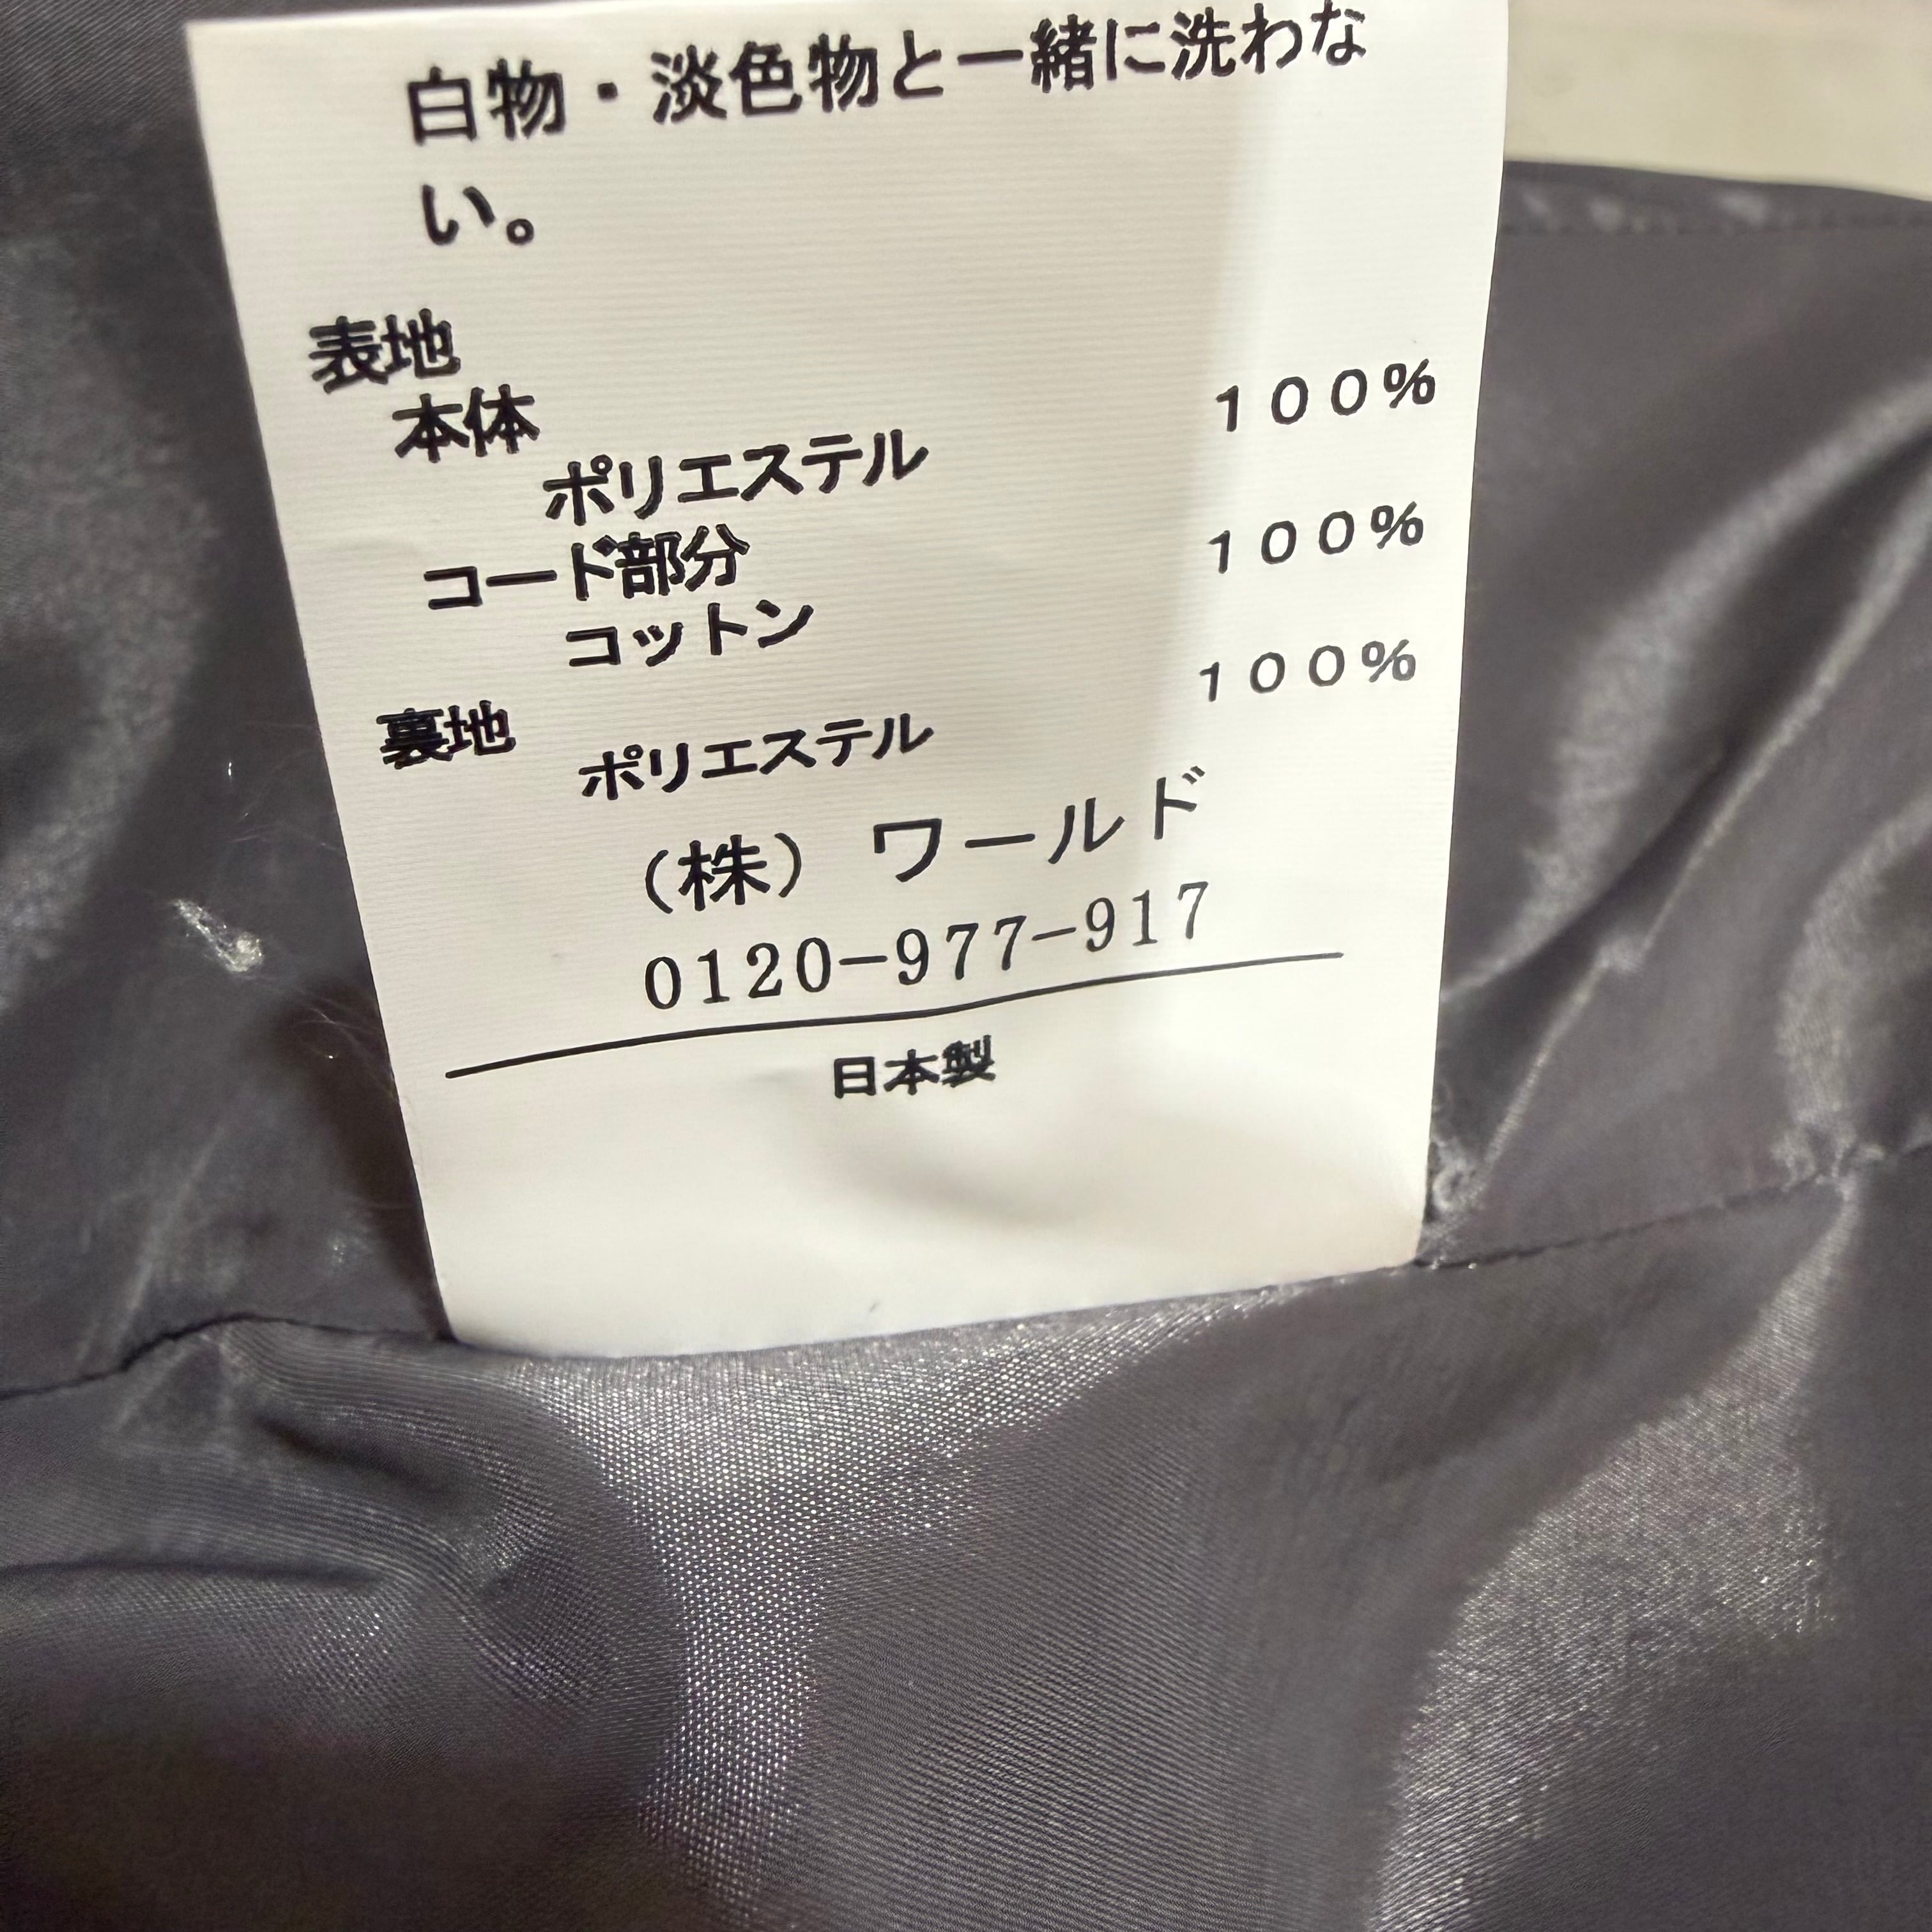 白物・淡色物と一緒に洗わな
い。
表地
本体
ポリエステル 100%
コード部分
コットン 100%
裏地
ポリエステル 100%
(株) ワールド
0120-977-917
日本製